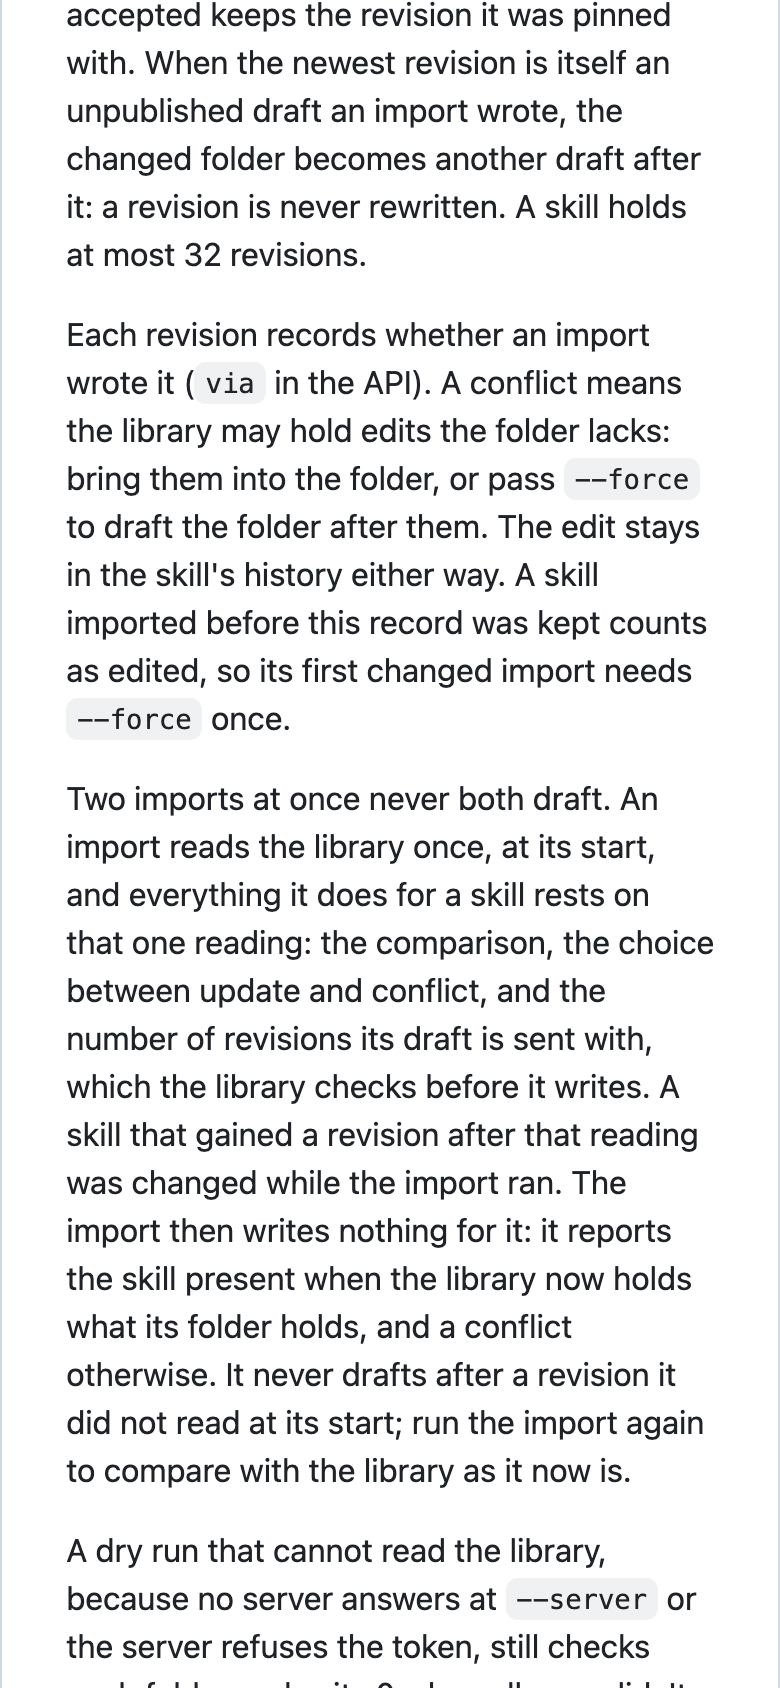 accepted keeps the revision it was pinned
with. When the newest revision is itself an
unpublished draft an import wrote, the
changed folder becomes another draft after
it: a revision is never rewritten. A skill holds
at most 32 revisions.
Each revision records whether an import
wrote it ( via in the API). A conflict means
the library may hold edits the folder lacks:
bring them into the folder, or pass --force
to draft the folder after them. The edit stays
in the skill's history either way. A skill
imported before this record was kept counts
as edited, so its first changed import needs
--force once.
Two imports at once never both draft. An
import reads the library once, at its start,
and everything it does for a skill rests on
that one reading: the comparison, the choice
between update and conflict, and the
number of revisions its draft is sent with,
which the library checks before it writes. A
skill that gained a revision after that reading
was changed while the import ran. The
import then writes nothing for it: it reports
the skill present when the library now holds
what its folder holds, and a conflict
otherwise. It never drafts after a revision it
did not read at its start; run the import again
to compare with the library as it now is.
A dry run that cannot read the library,
because no server answers at --server or
the server refuses the token, still checks